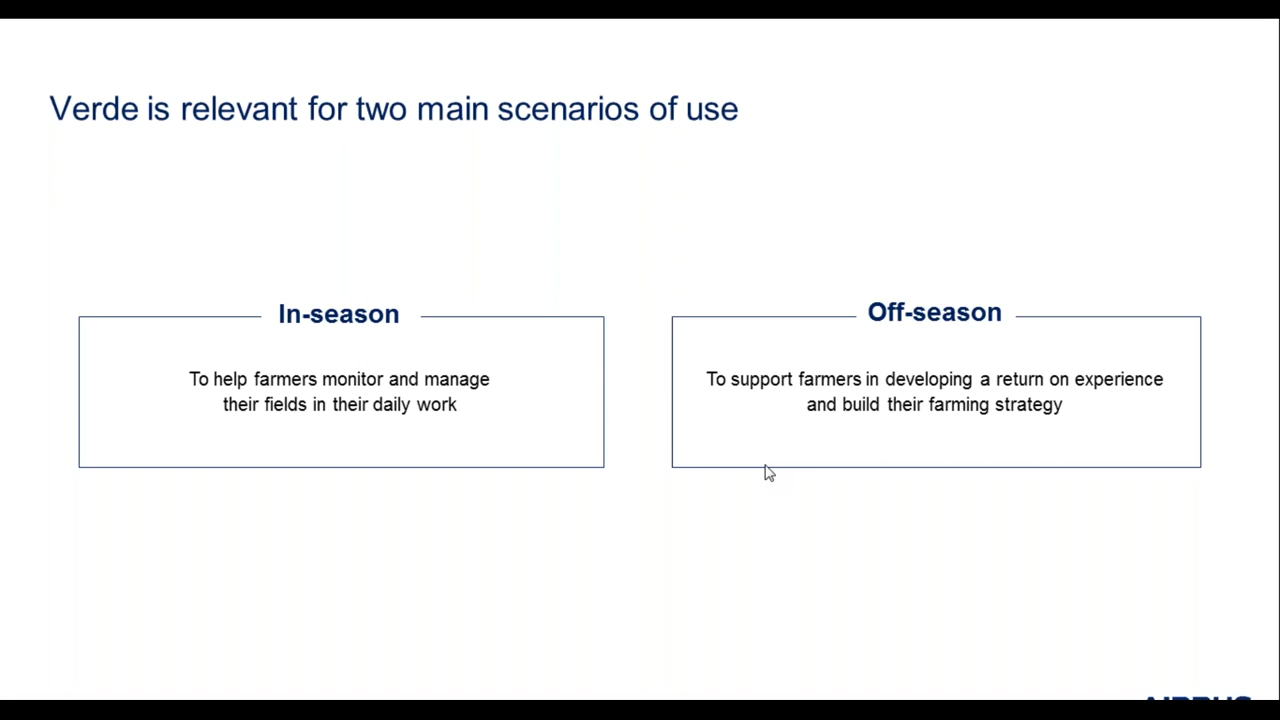 Verde is relevant for two main scenarios of use
In-season
To help farmers monitor and manage
their fields in their daily work
Off-season
To support farmers in developing a return on experience
and build their farming strategy
AIRBUS